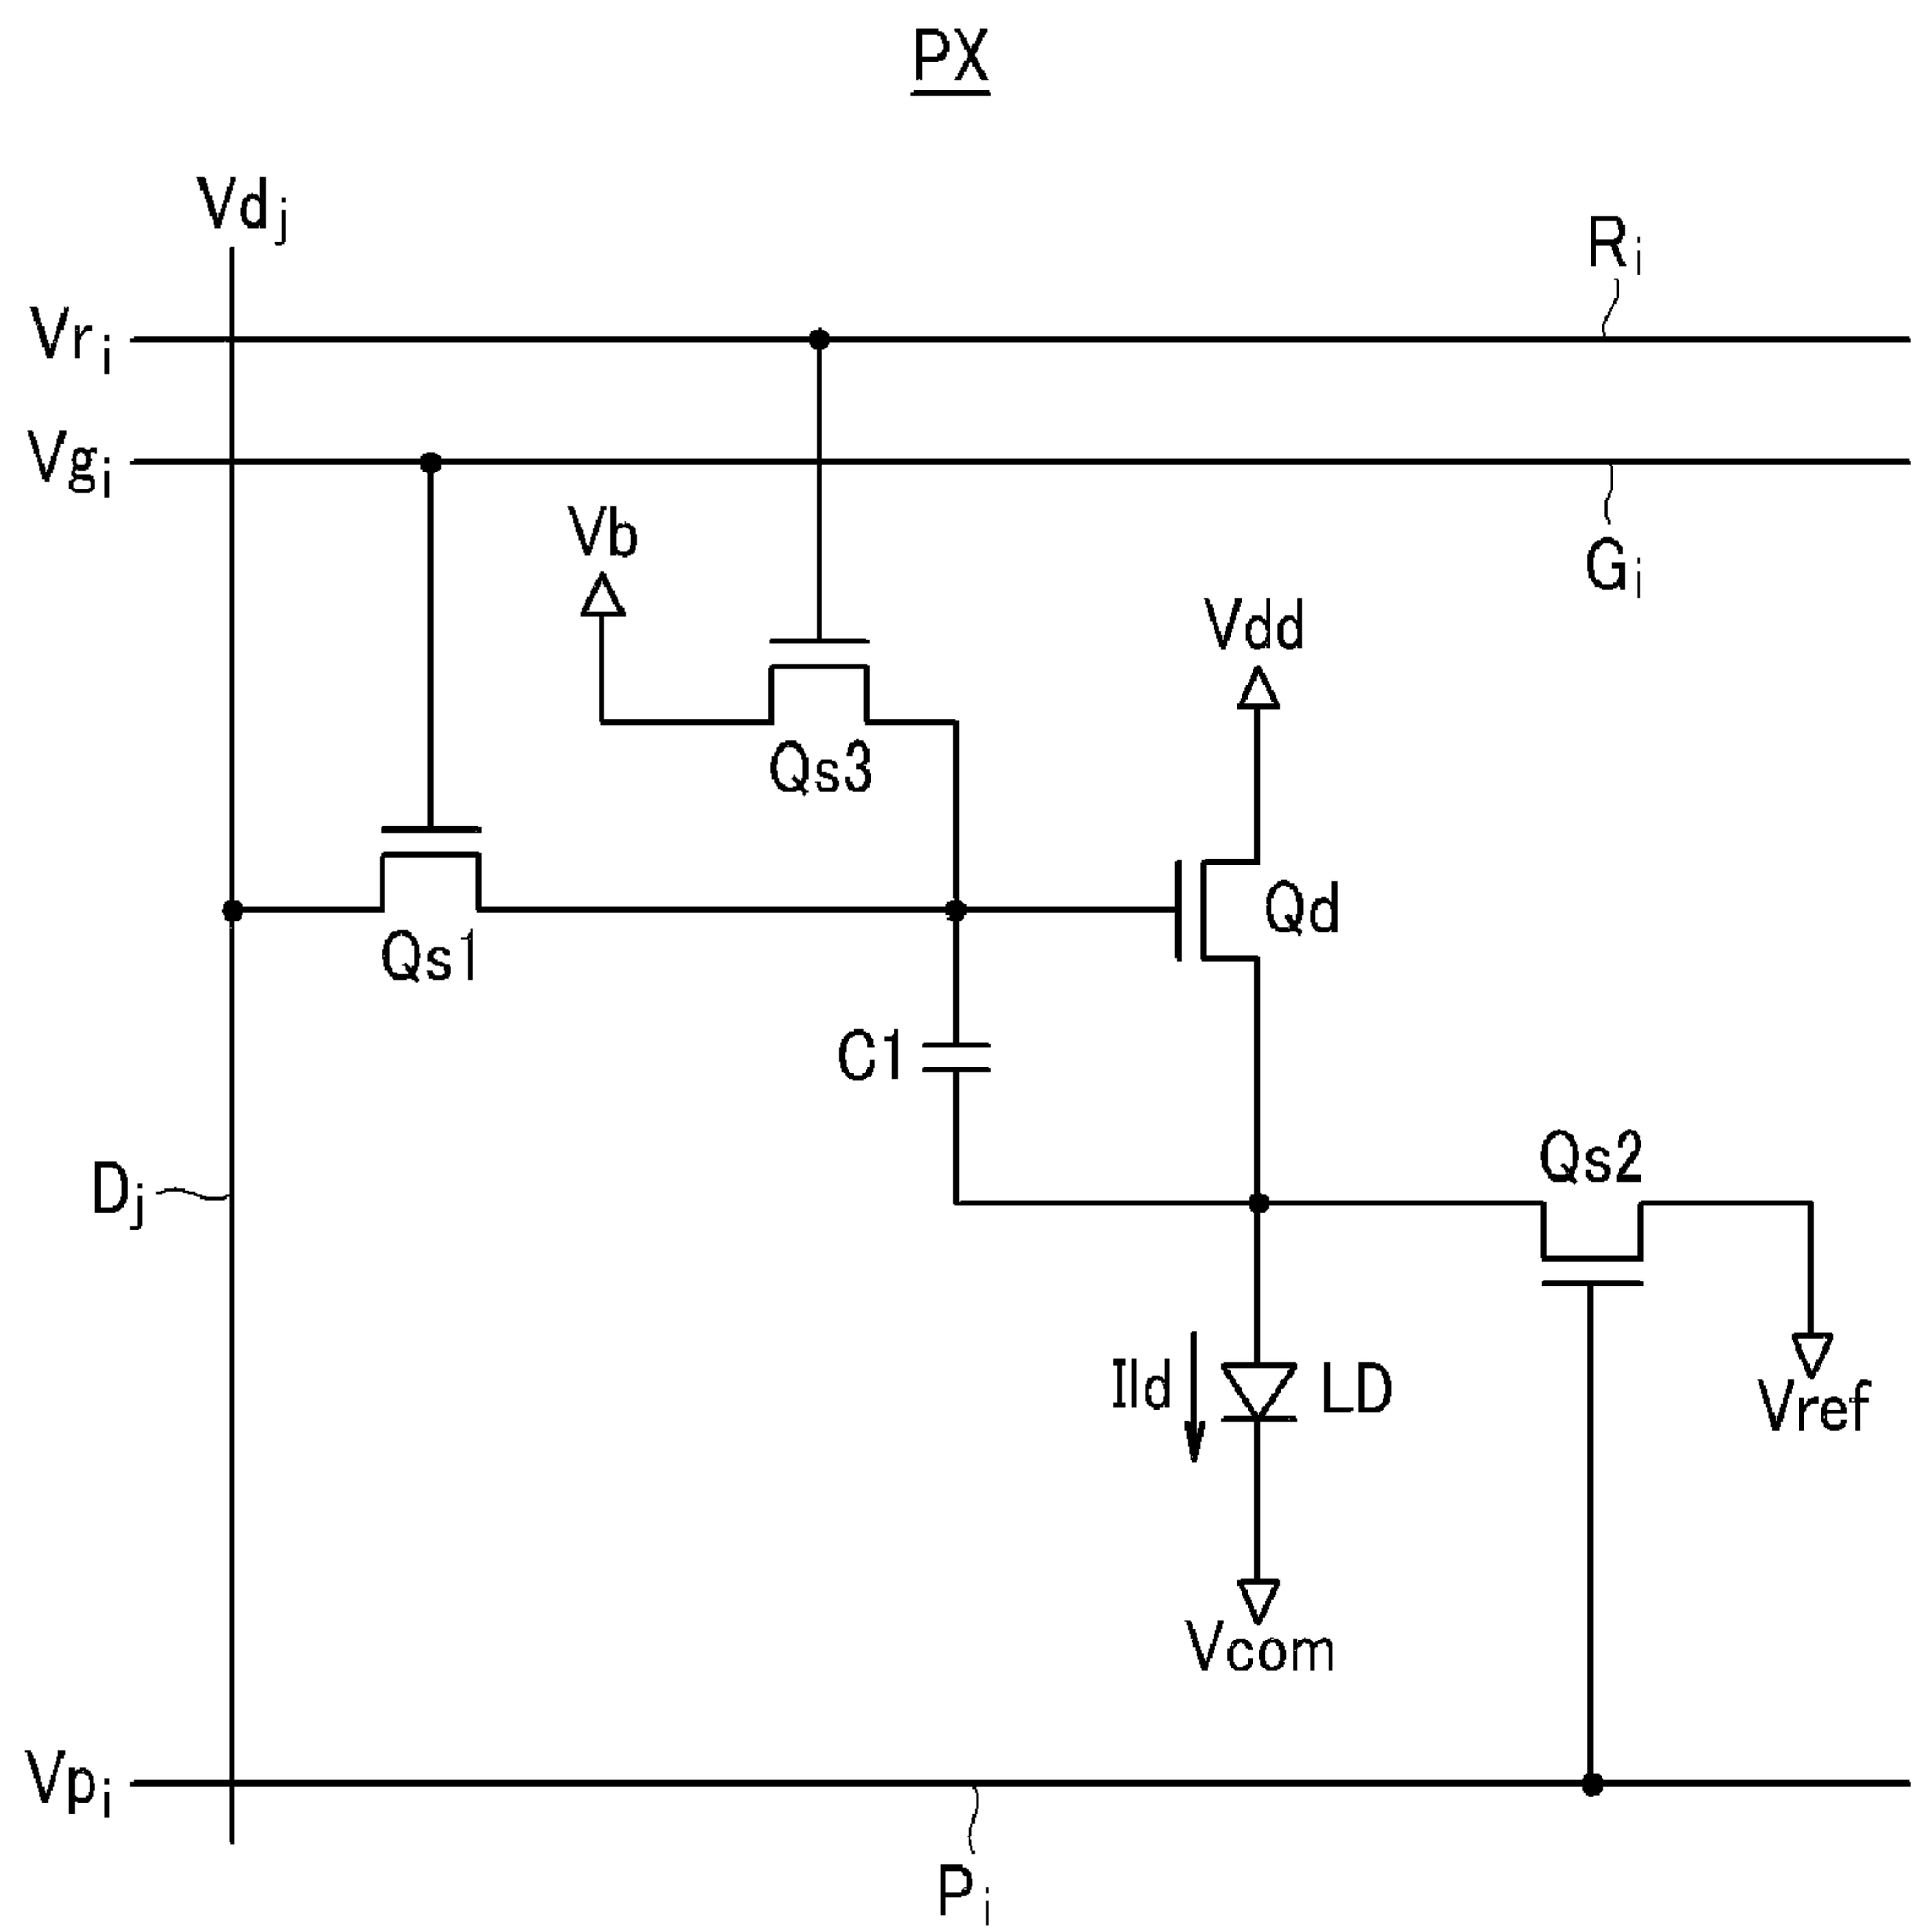 PX
Vdj
Ri
Vri
Vgi
Vb
Gi
Vdd
Qs3
Qd
Qs1
C1
Qs2
Dj
Ild
LD
Vref
Vcom
Vpi
Pi